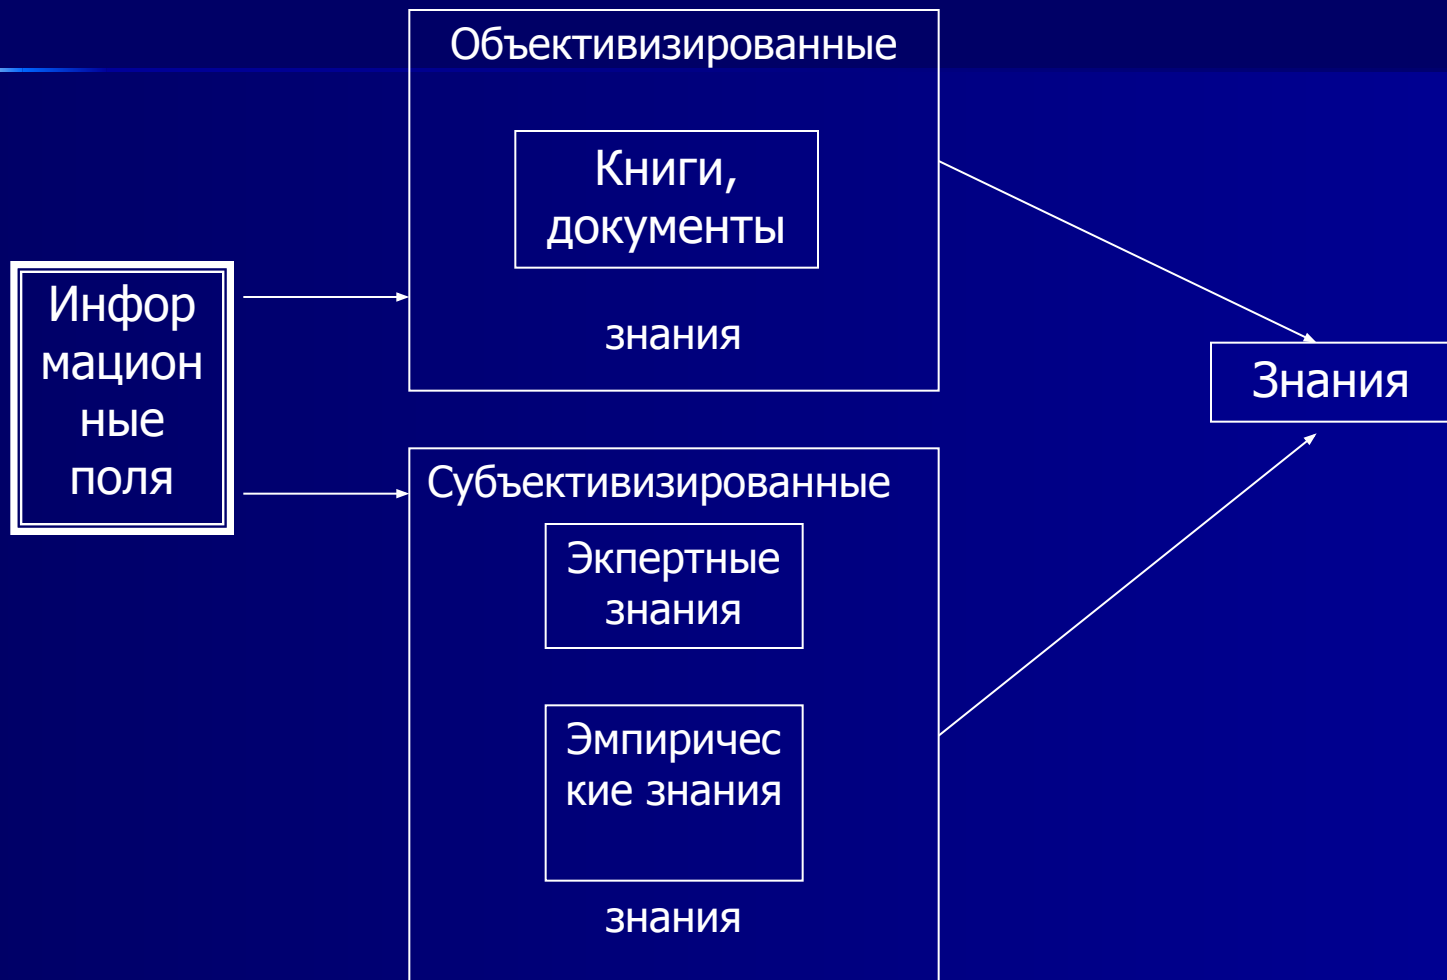 Объективизированные
Книги,
документы
знания
Инфор
мацион
ные
поля
Знания
Субъективизированные
Экпертные
знания
Эмпиричес
кие знания
знания